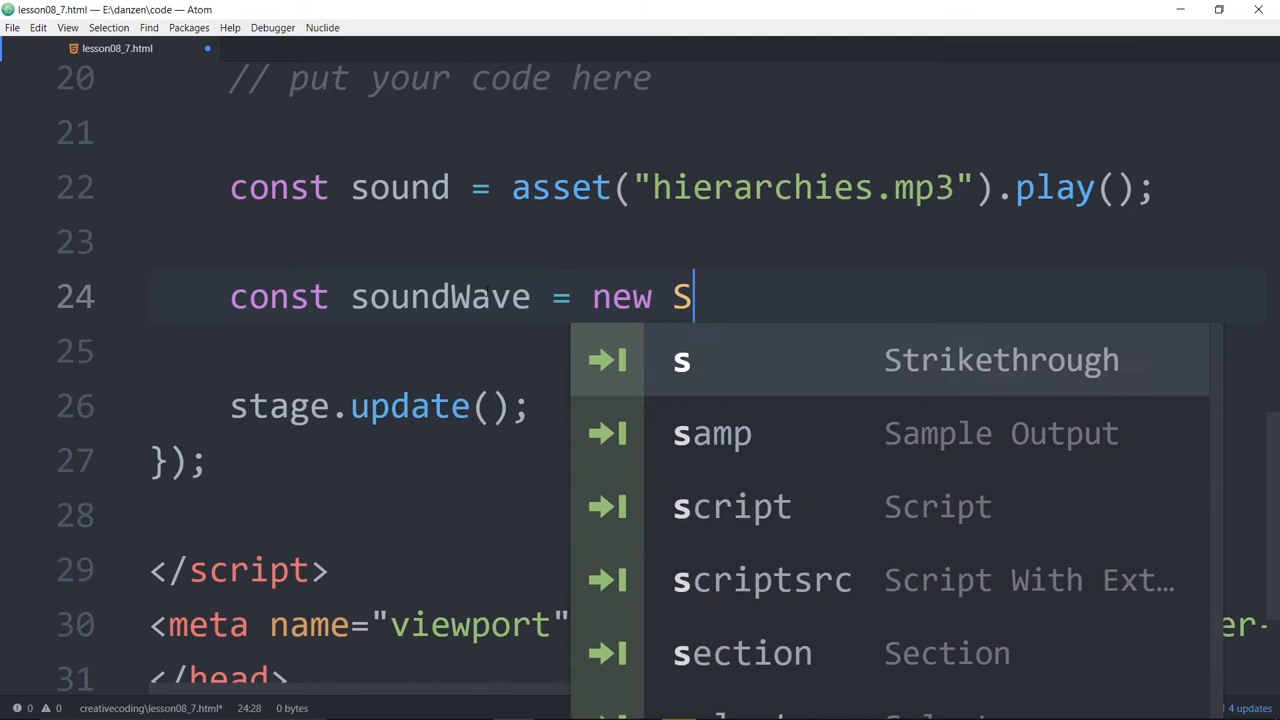 lesson08_7.html — E:\danzen\code — Atom
File Edit View Selection Find Packages Help Debugger Nuclide
lesson08_7.html
20 // put your code here
21
22 const sound = asset("hierarchies.mp3").play();
23
24 const soundWave = new S
s Strikethrough
25
samp Sample Output
26 stage.update();
27 });
script Script
28
29 </script>
scriptsrc Script With Ext…
30 <meta name="viewport" er-
section Section
31 </head>
0 0 creativecoding\lesson08_7.html* 24:28 0 bytes 4 updates